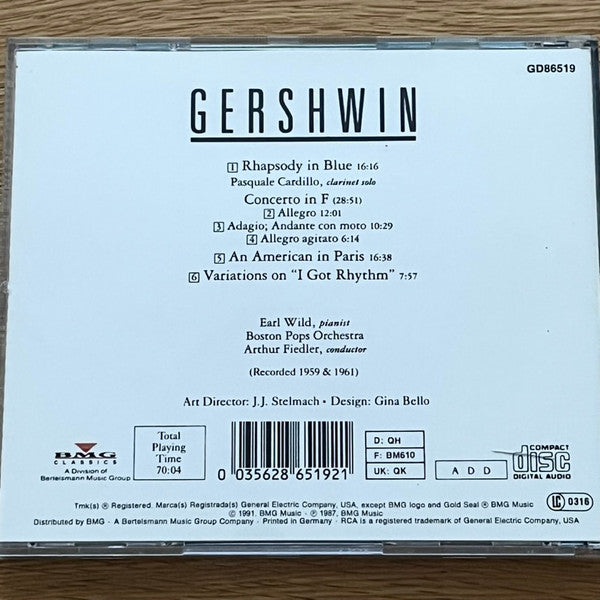 GD86519
GERSHWIN
1 Rhapsody in Blue 16:16
Pasquale Cardillo, clarinet solo
Concerto in F (28:51)
2 Allegro 12:01
3 Adagio; Andante con moto 10:29
4 Allegro agitato 6:14
5 An American in Paris 16:38
6 Variations on “I Got Rhythm” 7:57
Earl Wild, pianist
Boston Pops Orchestra
Arthur Fiedler, conductor
(Recorded 1959 & 1961)
Art Director: J.J. Stelmach • Design: Gina Bello
BMG
CLASSICS
A Division of
Bertelsmann Music Group
Total
Playing
Time
70:04
0 035628 651921
D: QH
F: BM610
UK: QK
A D D
COMPACT
disc
DIGITAL AUDIO
LC 0316
Tmk(s) ® Registered. Marca(s) Registrada(s) General Electric Company, USA, except BMG logo and Gold Seal ® BMG Music
© 1991, BMG Music · ℗ 1987, BMG Music
Distributed by BMG · A Bertelsmann Music Group Company · Printed in Germany · RCA is a registered trademark of General Electric Company, USA